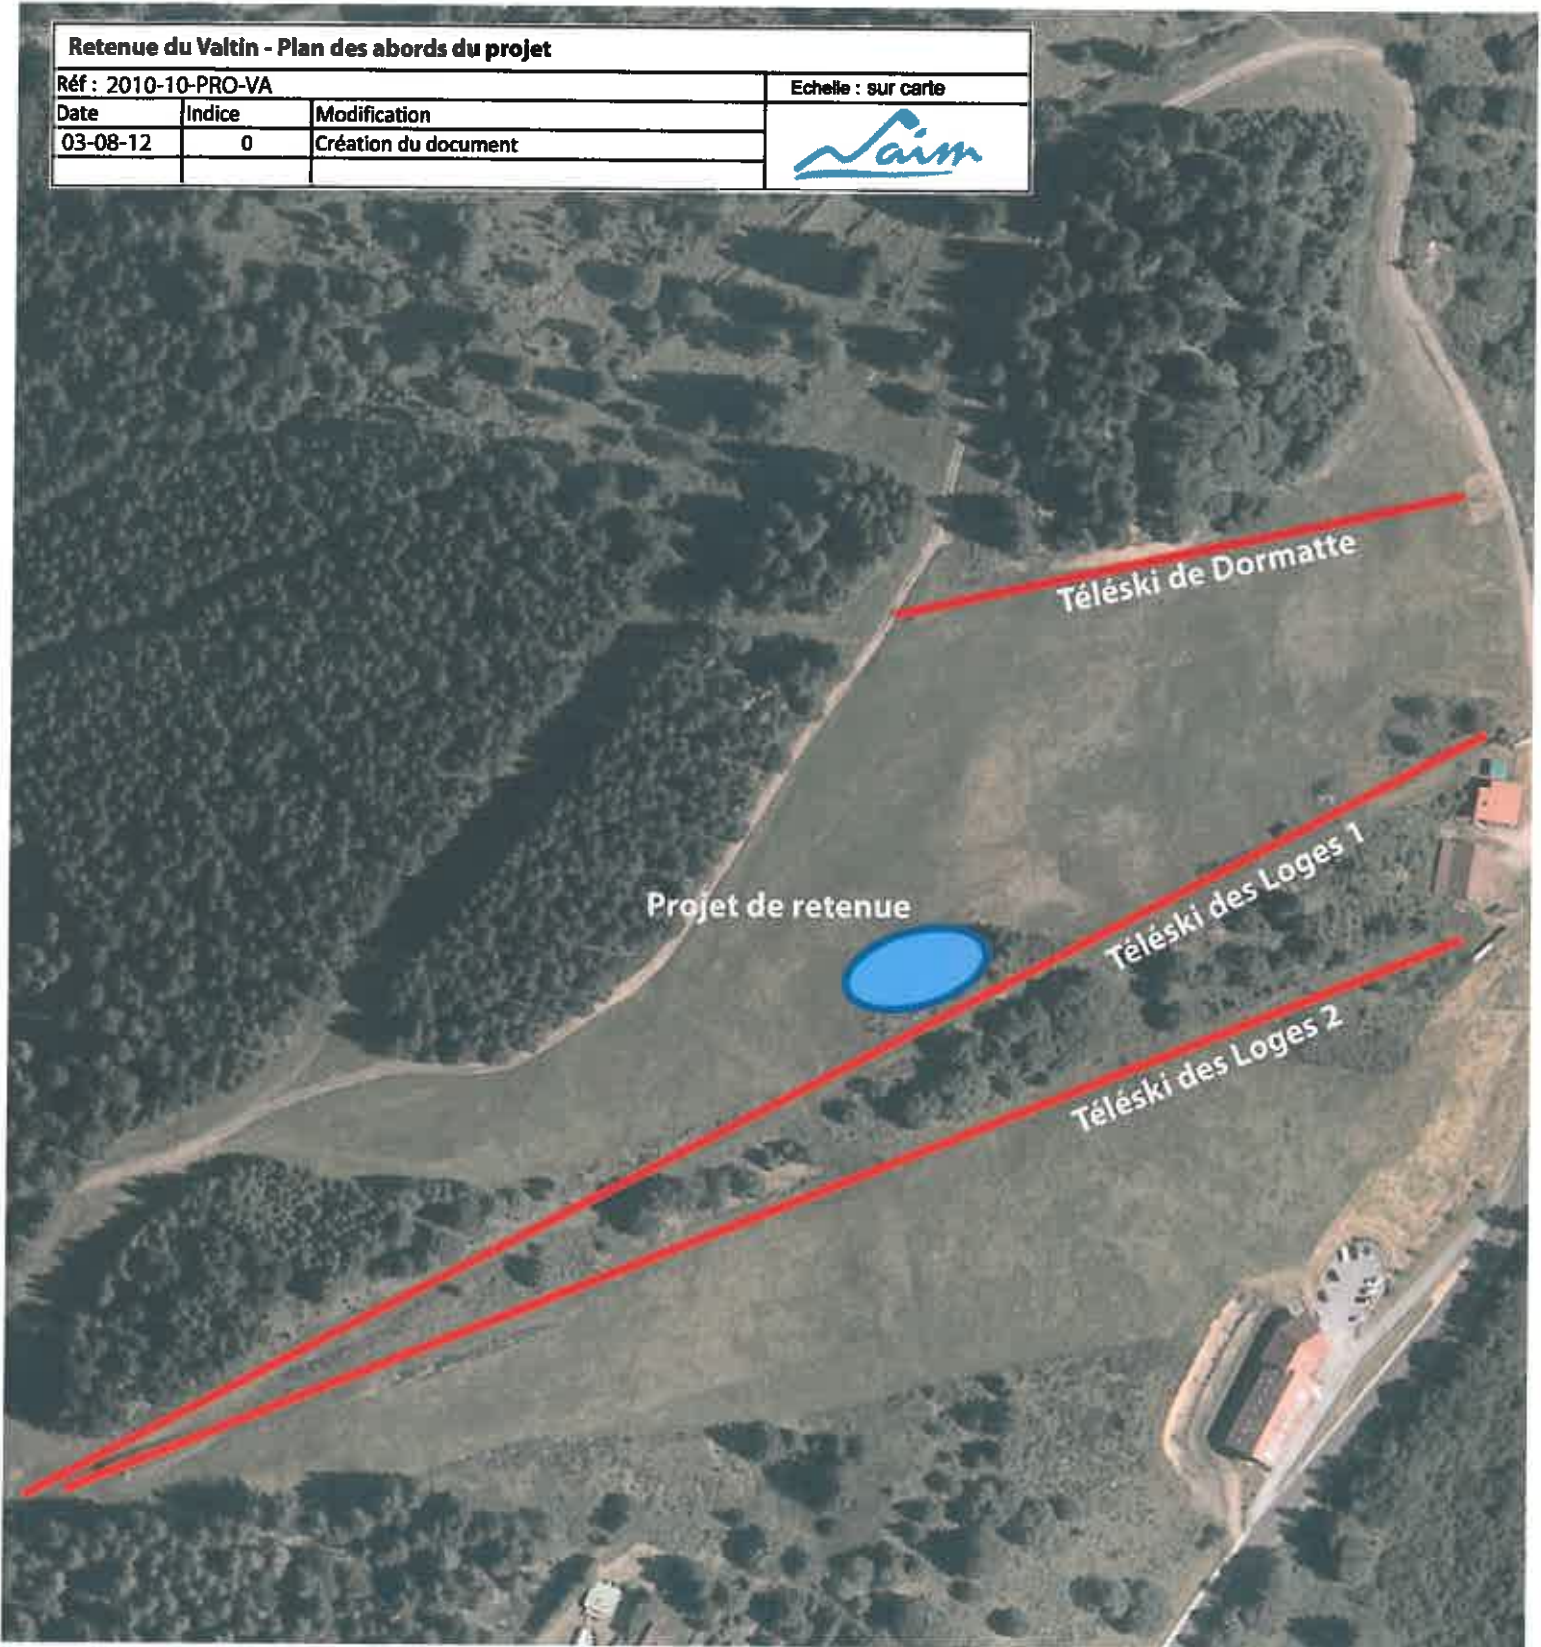 Retenue du Valtin - Plan des abords du projet
Réf : 2010-10-PRO-VA
Echelle : sur carte
Date Indice Modification
03-08-12 0 Création du document
Saim
Téléski de Dormatte
Téléski des Loges 1
Projet de retenue
Téléski des Loges 2